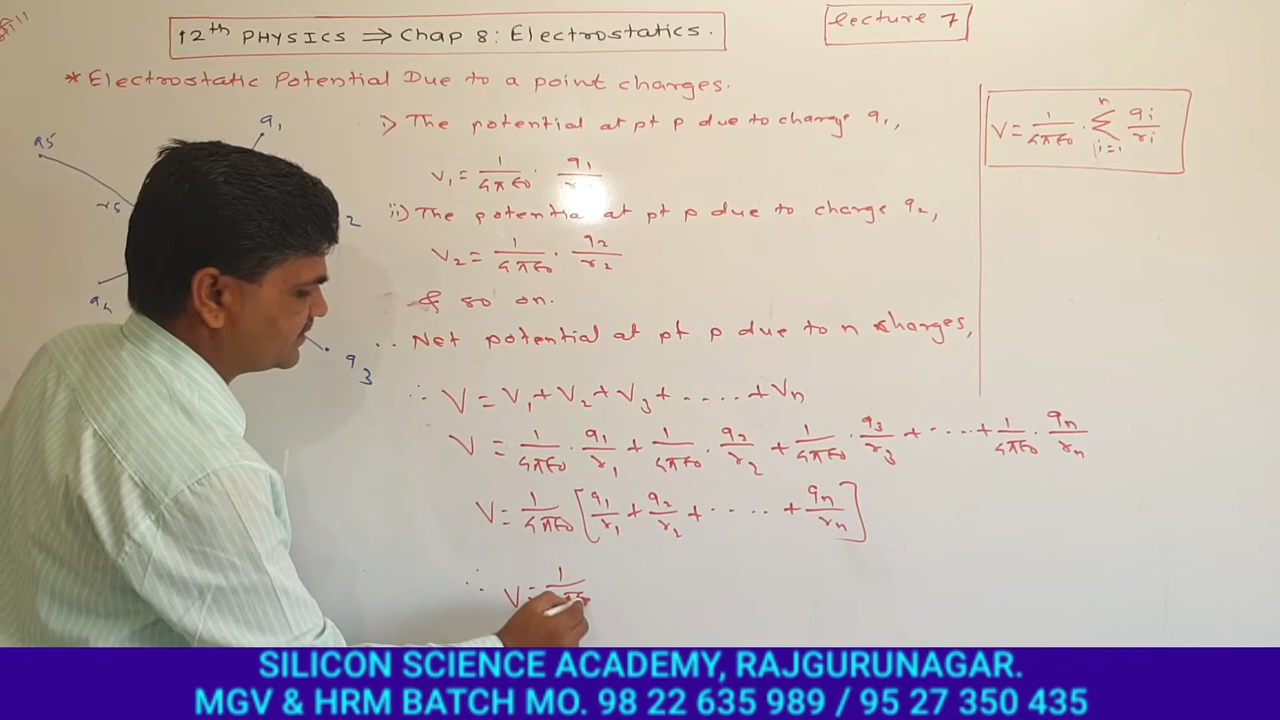 12th PHYSICS ⇒ Chap 8: Electrostatics.
Lecture 7
* Electrostatic Potential Due to a point charges.
q1
q5
r5
2
q4
q3
i) The potential at pt p due to charge q1,
V1 = 1/4πε0 · q1/r1
ii) The potential at pt p due to charge q2,
V2 = 1/4πε0 · q2/r2
& so on.
∴ Net potential at pt p due to n charges,
∴ V = V1 + V2 + V3 + ..... + Vn
V = 1/4πε0 · q1/r1 + 1/4πε0 · q2/r2 + 1/4πε0 · q3/r3 + ..... + 1/4πε0 · qn/rn
V = 1/4πε0 [q1/r1 + q2/r2 + ..... + qn/rn]
∴ V = 1/
V = 1/4πε0 · Σ n i=1 qi/ri
SILICON SCIENCE ACADEMY, RAJGURUNAGAR.
MGV & HRM BATCH MO. 98 22 635 989 / 95 27 350 435